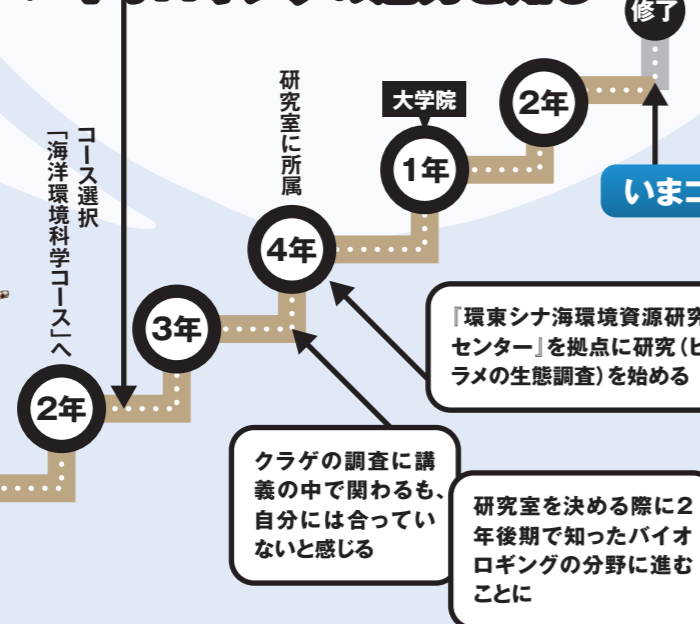 修了
2年
大学院
1年
いまコ
研究室に所属
4年
『環東シナ海環境資源研究
センター』を拠点に研究(ヒ
ラメの生態調査)を始める
3年
コース選択
「海洋環境科学コース」へ
2年
クラゲの調査に講
義の中で関わるも、
自分には合ってい
ないと感じる
研究室を決める際に2
年後期で知ったバイオ
ロギングの分野に進む
ことに